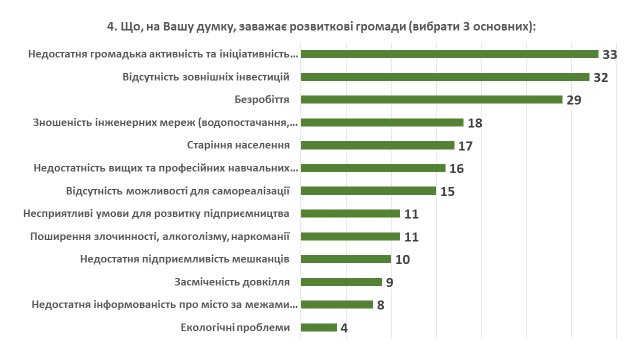 4. Що, на Вашу думку, заважає розвиткові громади (вибрати 3 основних):
Недостатня громадька активність та ініціативність... 33
Відсутність зовнішніх інвестицій 32
Безробіття 29
Зношеність інженерних мереж (водопостачання,... 18
Старіння населення 17
Недостатність вищих та професійних навчальних... 16
Відсутність можливості для самореалізації 15
Несприятливі умови для розвитку підприємництва 11
Поширення злочинності, алкоголізму, наркоманії 11
Недостатня підприємливість мешканців 10
Засміченість довкілля 9
Недостатня інформованість про місто за межами... 8
Екологічні проблеми 4